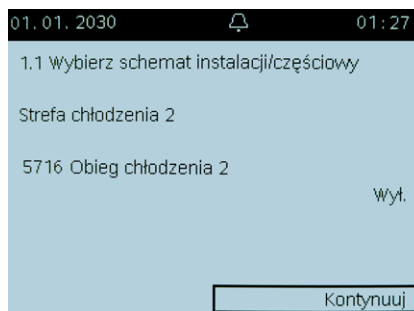 01.01.2030 01:27
1.1 Wybierz schemat instalacji/częściowy
Strefa chłodzenia 2
5716 Obieg chłodzenia 2
Wył.
Kontynuuj